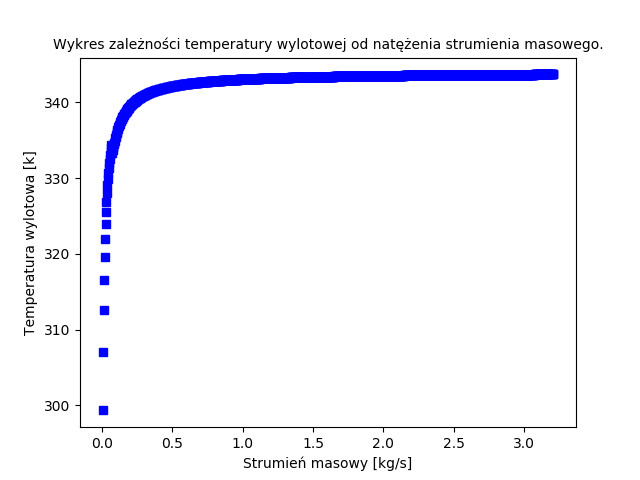 Wykres zależności temperatury wylotowej od natężenia strumienia masowego.
340
330
320
310
300
Temperatura wylotowa [k]
0.0 0.5 1.0 1.5 2.0 2.5 3.0
Strumień masowy [kg/s]